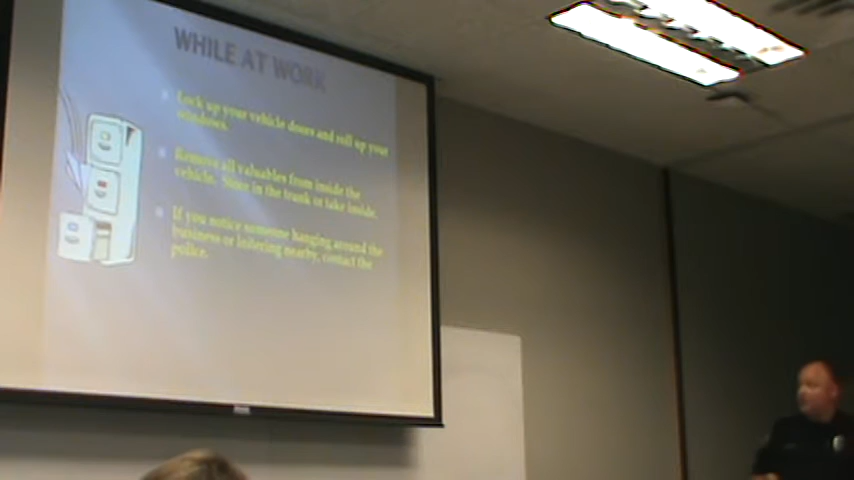 WHILE AT WORK
Lock up your vehicle doors and roll up your
windows.
Remove all valuables from inside the
vehicle. Store in the trunk or take inside.
If you notice someone hanging around the
business or loitering nearby, contact the
police.